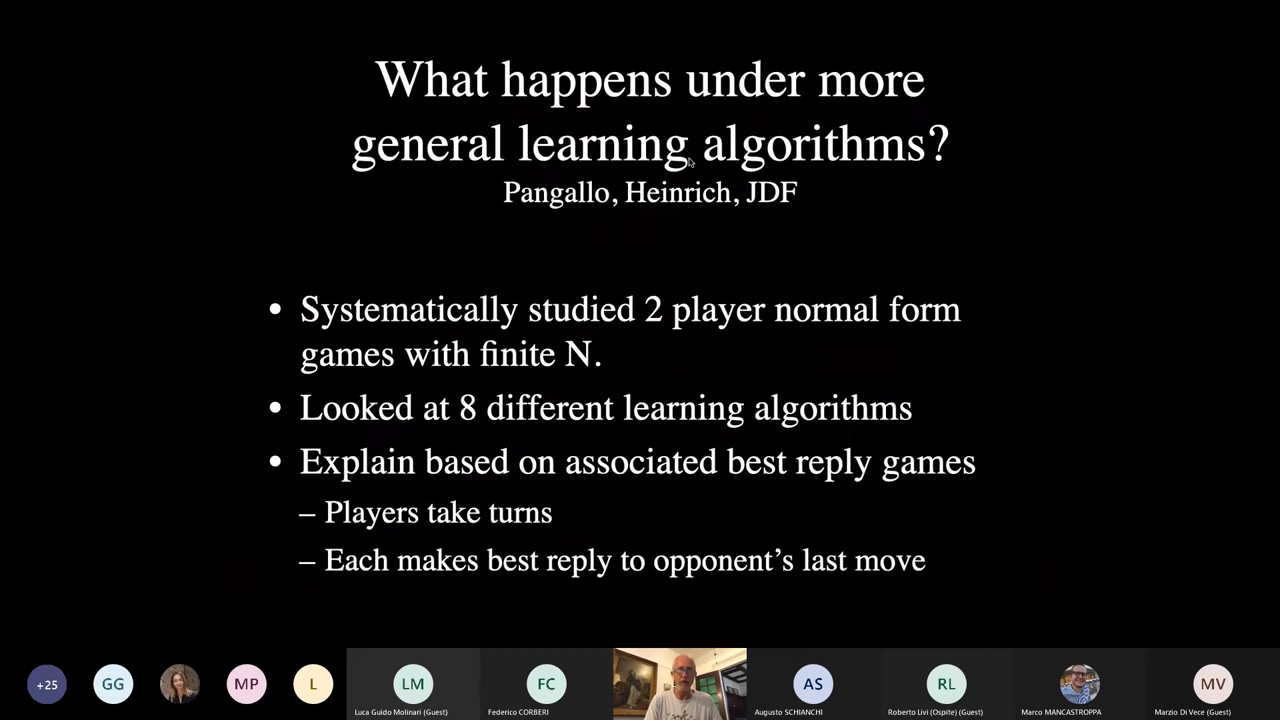 What happens under more
general learning algorithms?
Pangallo, Heinrich, JDF
• Systematically studied 2 player normal form
games with finite N.
• Looked at 8 different learning algorithms
• Explain based on associated best reply games
– Players take turns
– Each makes best reply to opponent's last move
+25
GG
MP
L
LM
Luca Guido Molinari (Guest)
FC
Federico CORBERI
AS
Augusto SCHIANCHI
RL
Roberto Livi (Ospite) (Guest)
Marco MANCASTROPPA
MV
Marzio Di Vece (Guest)